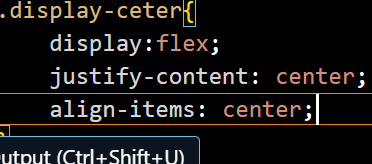 .display-ceter{
display:flex;
justify-content: center;
align-items: center;
utput (Ctrl+Shift+U)